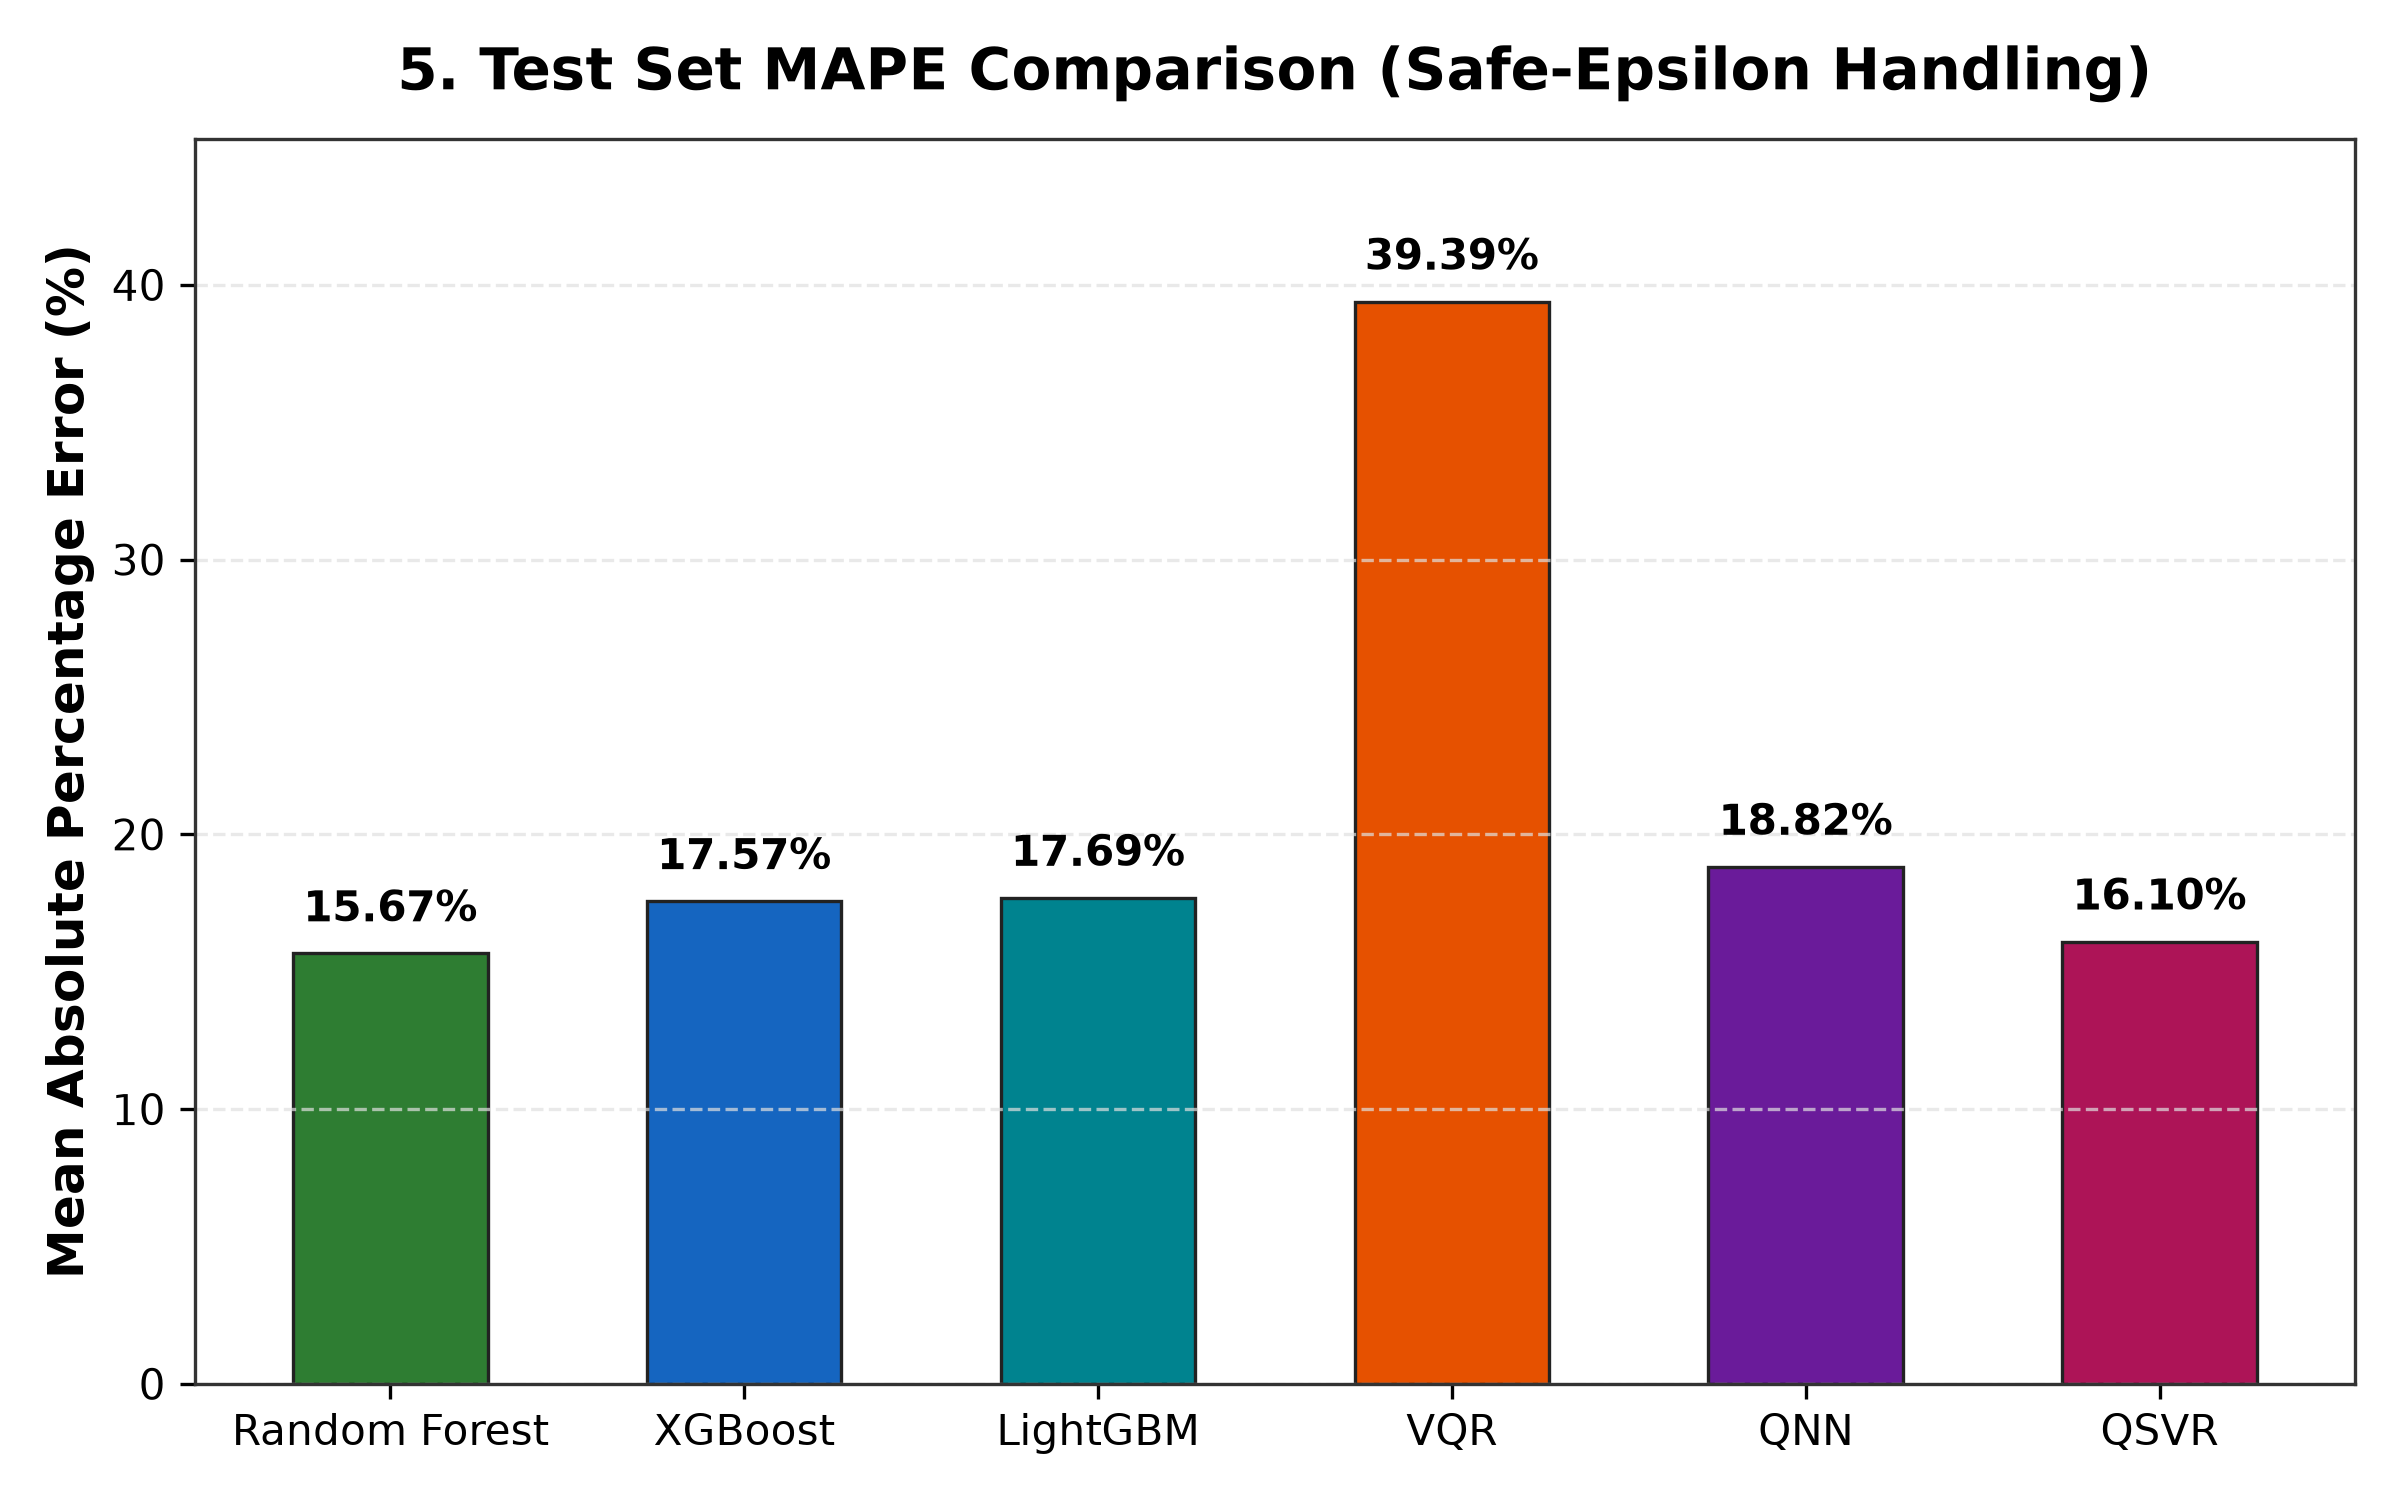 5. Test Set MAPE Comparison (Safe-Epsilon Handling)
Mean Absolute Percentage Error (%)
40
30
20
10
0
15.67%
17.57%
17.69%
39.39%
18.82%
16.10%
Random Forest
XGBoost
LightGBM
VQR
QNN
QSVR